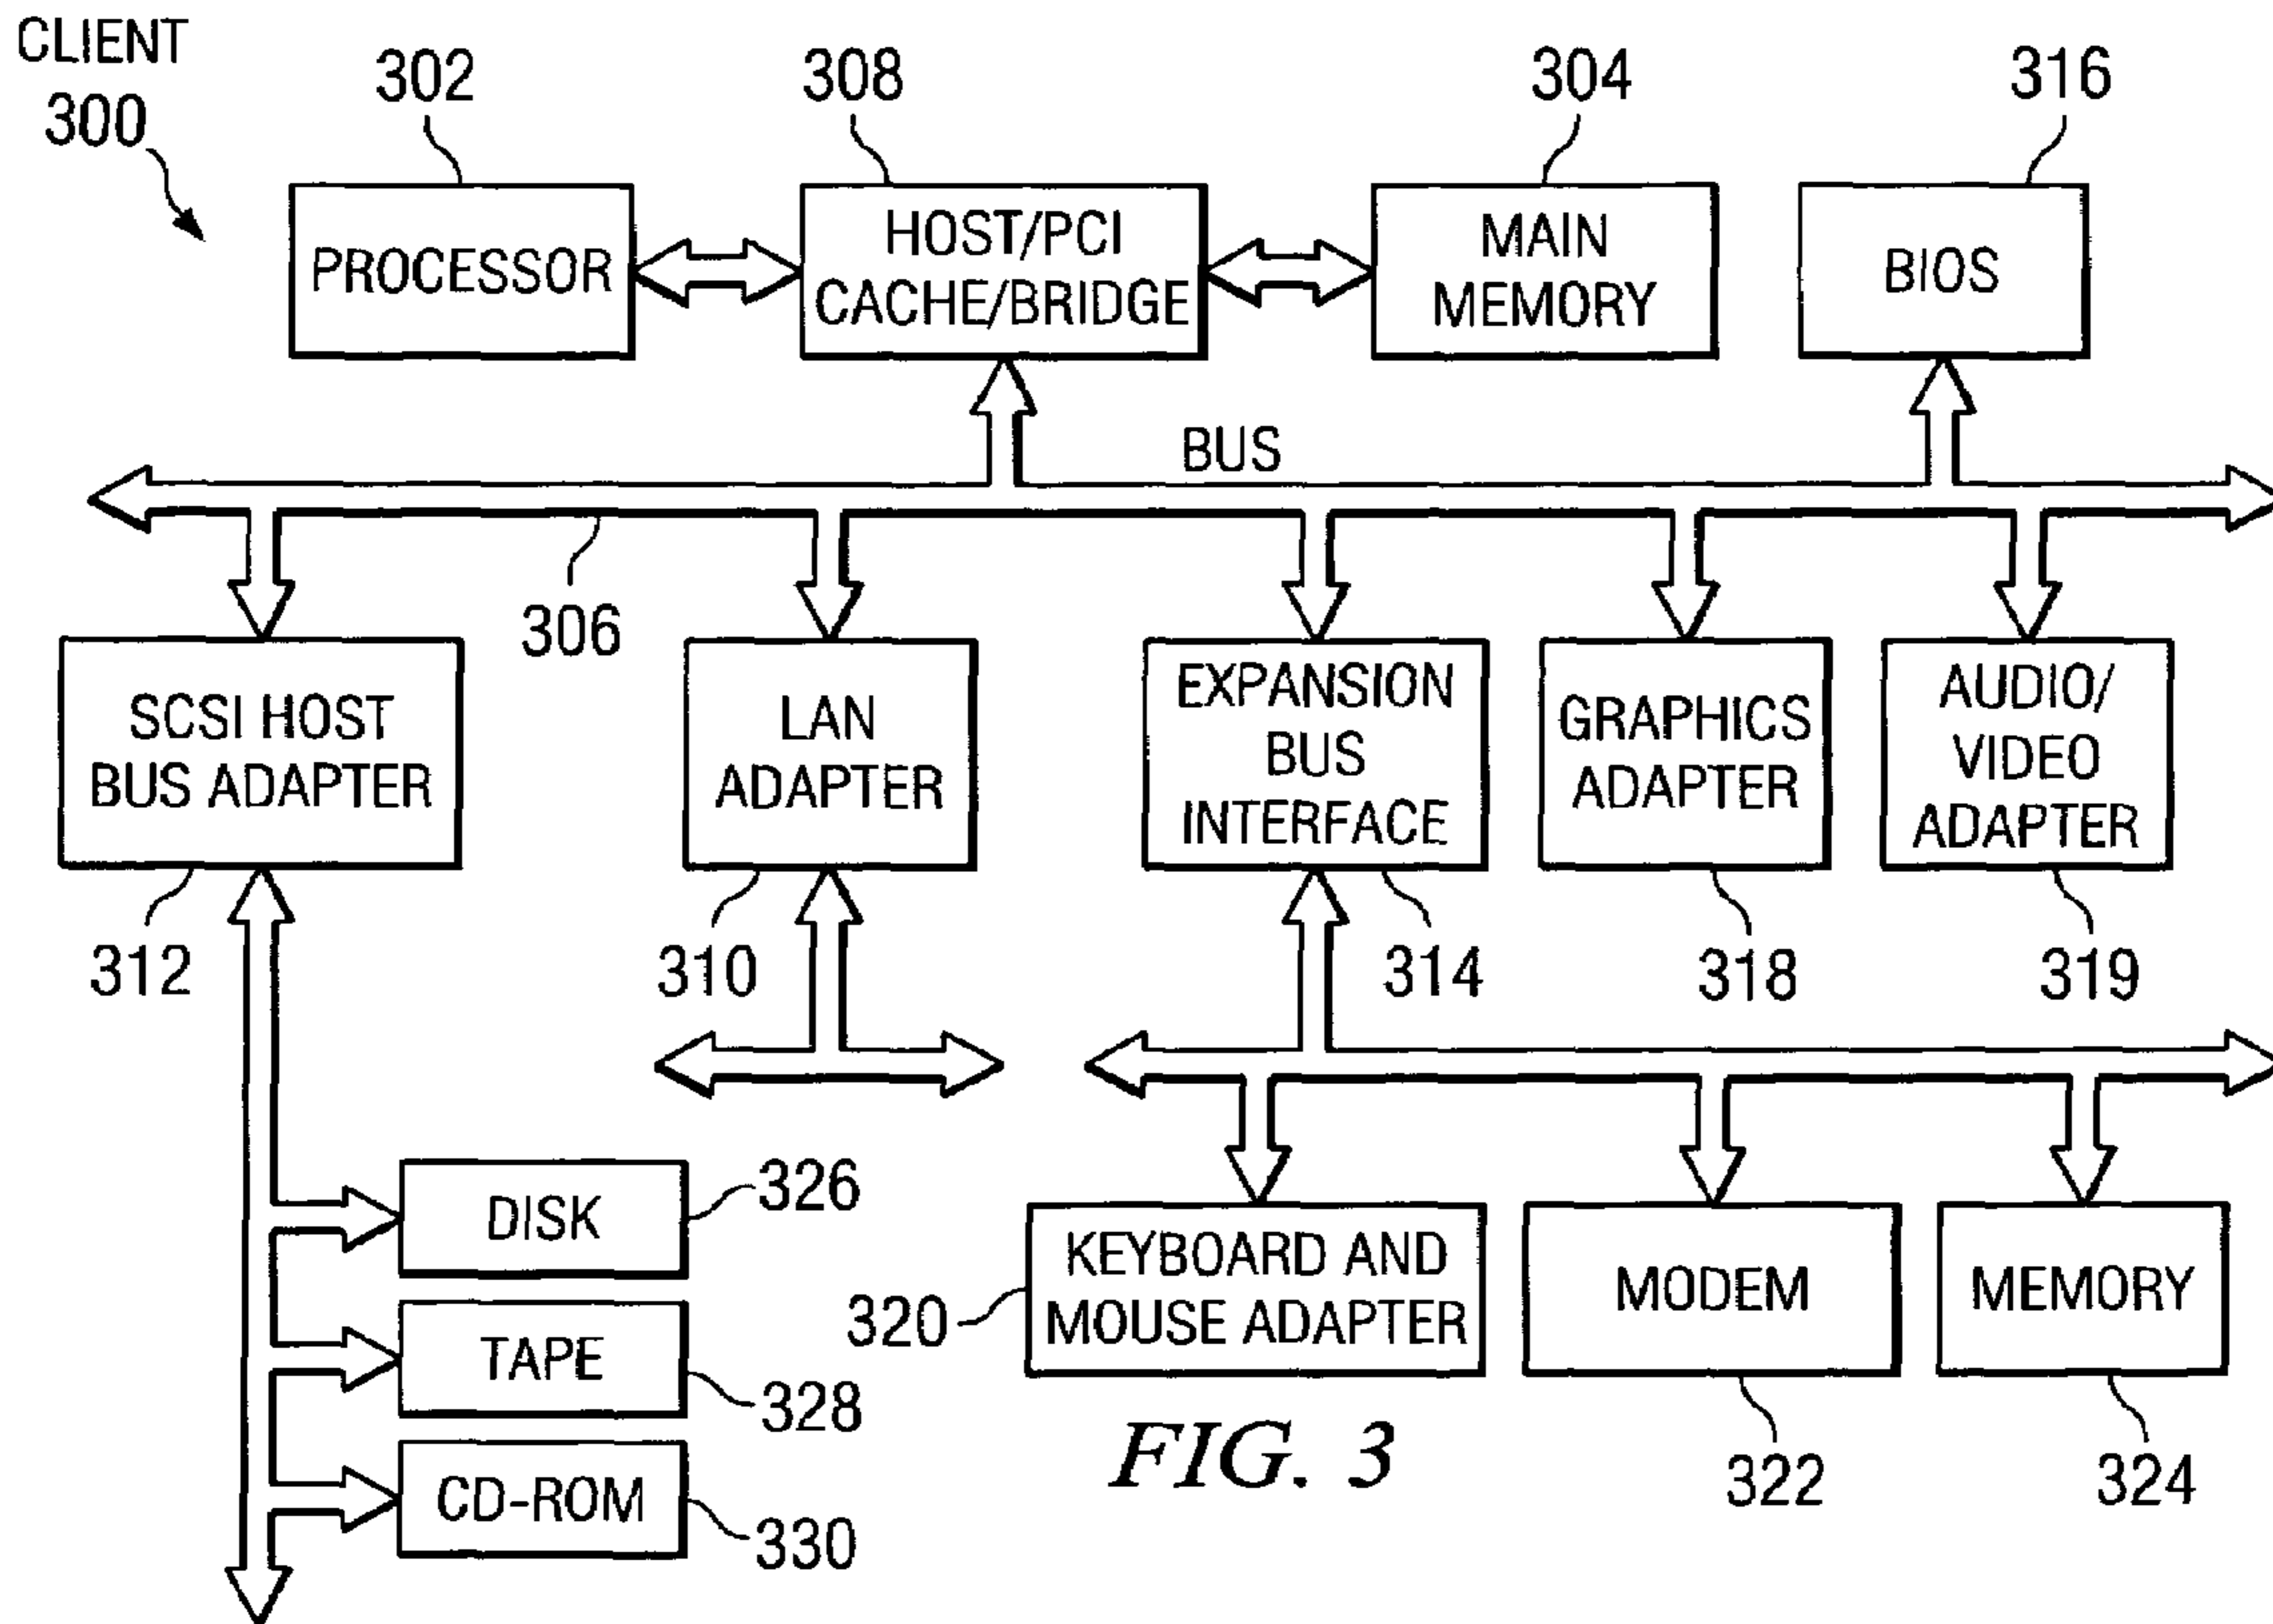 CLIENT
300
302
308
304
316
PROCESSOR
HOST/PCI
CACHE/BRIDGE
MAIN
MEMORY
BIOS
BUS
306
SCSI HOST
BUS ADAPTER
LAN
ADAPTER
EXPANSION
BUS
INTERFACE
GRAPHICS
ADAPTER
AUDIO/
VIDEO
ADAPTER
312
310
314
318
319
DISK
326
TAPE
328
CD-ROM
330
320
KEYBOARD AND
MOUSE ADAPTER
MODEM
MEMORY
322
324
FIG. 3